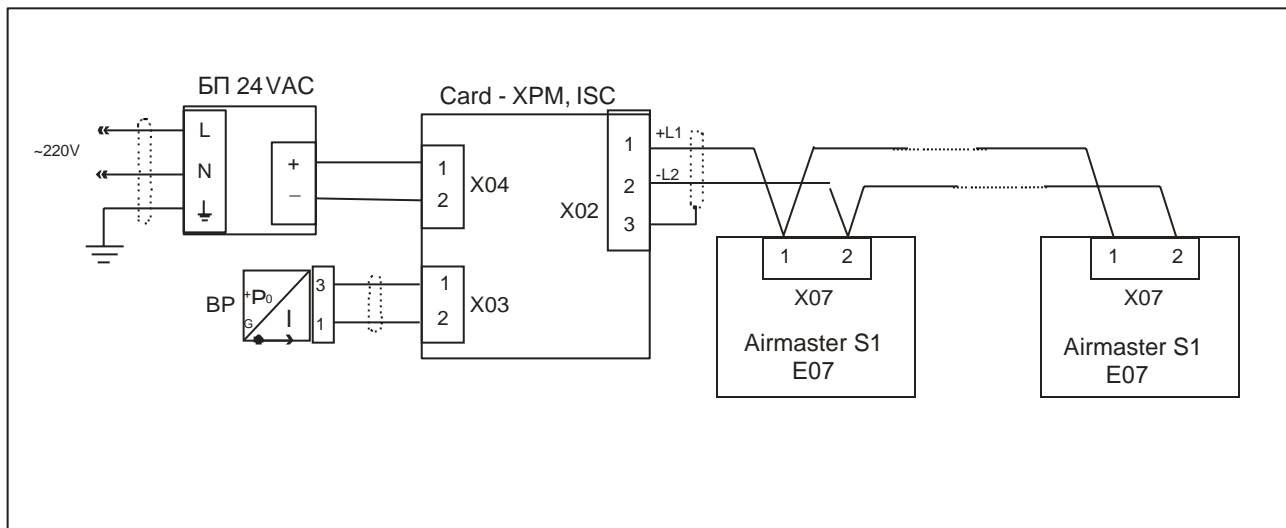 БП 24VAC
Card - XPM, ISC
~220V
L
N
+
–
1
2
X04
1
2
3
X02
+L1
-L2
BP
+P0
G
I
3
1
1
2
X03
1 2
X07
Airmaster S1
E07
1 2
X07
Airmaster S1
E07